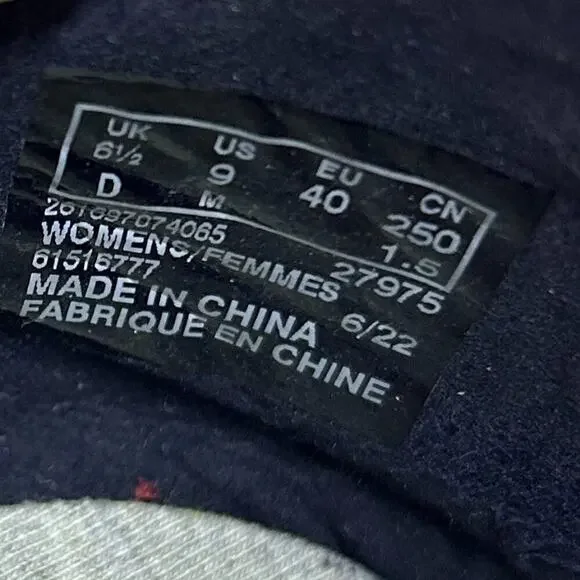 UK US EU CN
6½ 9 40 250
D M 1.5
261697074065
WOMENS/FEMMES 27975
61516777
MADE IN CHINA 6/22
FABRIQUE EN CHINE